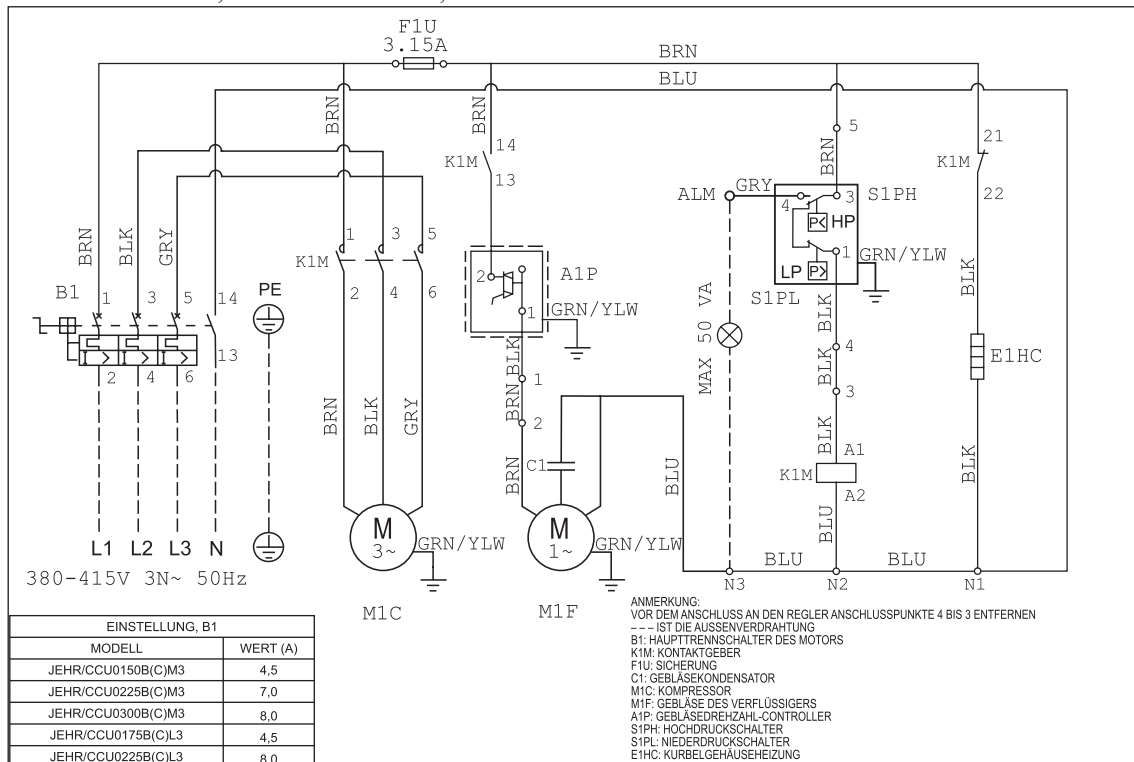 F1U
3.15A
BRN
BLU
BRN
BRN
14
K1M
13
5
BRN
21
K1M
22
ALM
GRY
4
3
S1PH
P<
HP
1
GRN/YLW
LP
P>
S1PL
BRN
BLK
GRY
1
3
5
K1M
2
4
6
2
A1P
1
GRN/YLW
B1
1
3
5
14
PE
2
4
6
13
I> I> I>
MAX 50 VA
BLK
4
BLK
3
BLK
E1HC
BLK
1
BRN
2
BRN
C1
BLU
BRN
BLK
GRY
BLK
A1
K1M
A2
BLK
BLU
M
3~
GRN/YLW
M
1~
GRN/YLW
L1 L2 L3 N
380-415V 3N~ 50Hz
BLU
BLU
N3
N2
N1
M1C
M1F
EINSTELLUNG, B1
MODELL WERT (A)
JEHR/CCU0150B(C)M3 4,5
JEHR/CCU0225B(C)M3 7,0
JEHR/CCU0300B(C)M3 8,0
JEHR/CCU0175B(C)L3 4,5
JEHR/CCU0225B(C)L3 8,0
ANMERKUNG:
VOR DEM ANSCHLUSS AN DEN REGLER ANSCHLUSSPUNKTE 4 BIS 3 ENTFERNEN
– – – IST DIE AUSSENVERDRAHTUNG
B1: HAUPTTRENNSCHALTER DES MOTORS
K1M: KONTAKTGEBER
F1U: SICHERUNG
C1: GEBLÄSEKONDENSATOR
M1C: KOMPRESSOR
M1F: GEBLÄSE DES VERFLÜSSIGERS
A1P: GEBLÄSEDREHZAHL-CONTROLLER
S1PH: HOCHDRUCKSCHALTER
S1PL: NIEDERDRUCKSCHALTER
E1HC: KURBELGEHÄUSEHEIZUNG